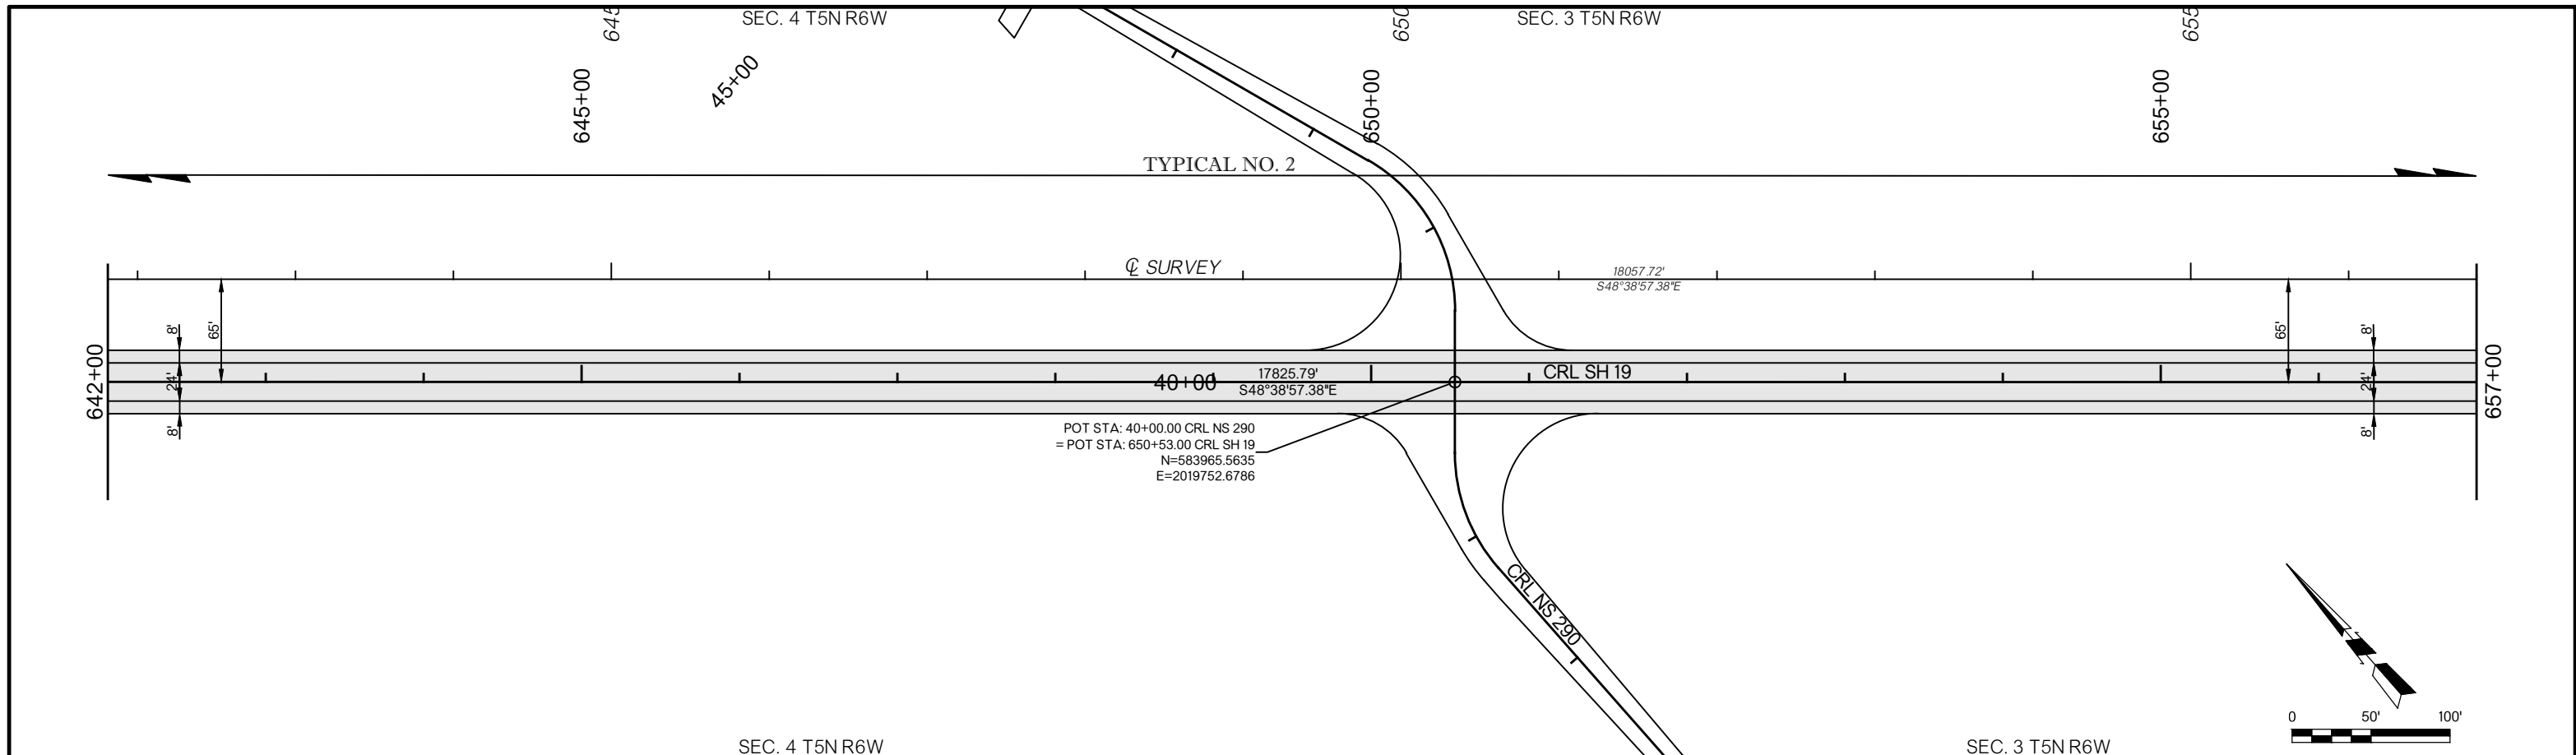 SEC. 4 T5N R6W
SEC. 3 T5N R6W
645
650
655
645+00
45+00
650+00
655+00
TYPICAL NO. 2
℄ SURVEY
18057.72'
S48°38'57.38"E
8'
65'
65'
8'
642+00
24'
40+00
17825.79'
S48°38'57.38"E
CRL SH 19
24'
657+00
8'
8'
POT STA: 40+00.00 CRL NS 290
= POT STA: 650+53.00 CRL SH 19
N=583965.5635
E=2019752.6786
CRL NS 290
0 50' 100'
SEC. 4 T5N R6W
SEC. 3 T5N R6W